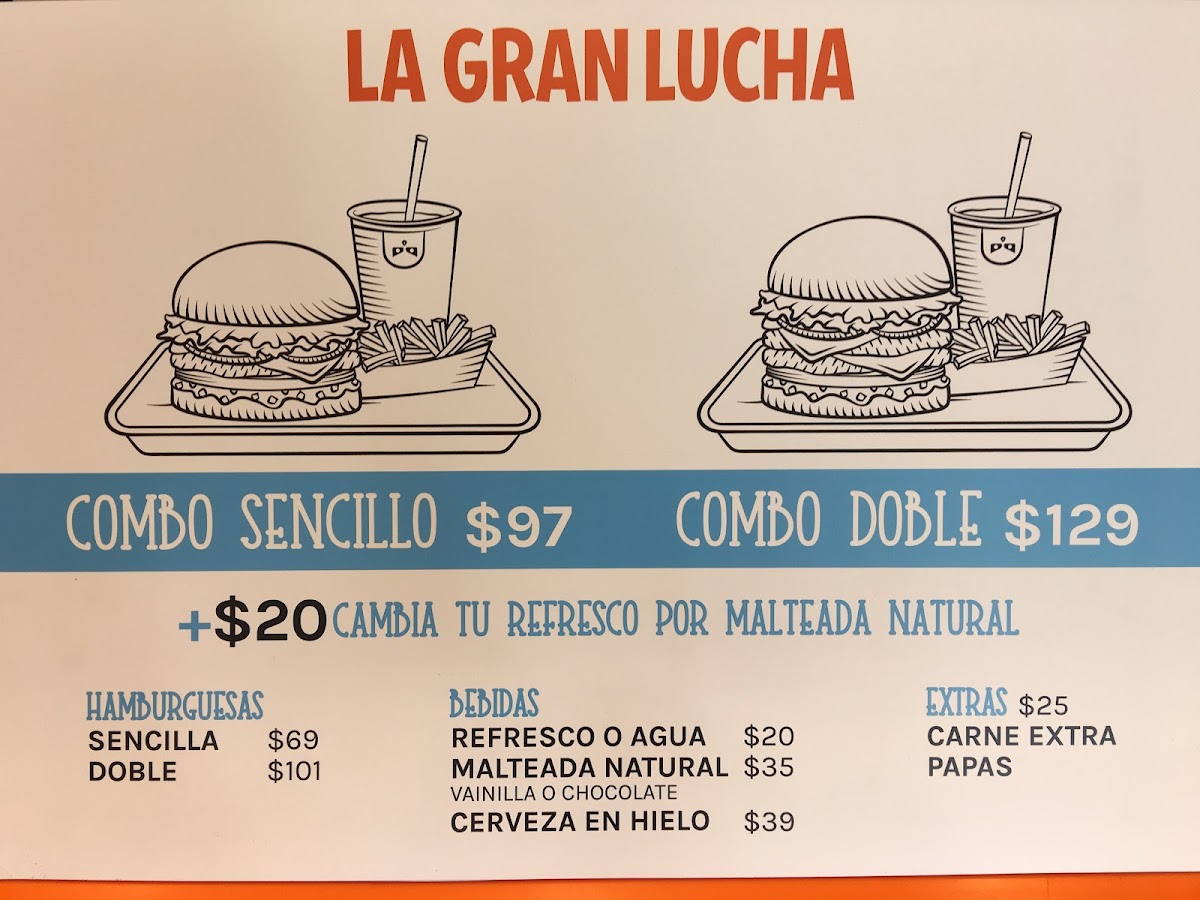 LA GRAN LUCHA
COMBO SENCILLO $97
COMBO DOBLE $129
+$20 CAMBIA TU REFRESCO POR MALTEADA NATURAL
HAMBURGUESAS
SENCILLA $69
DOBLE $101
BEBIDAS
REFRESCO O AGUA $20
MALTEADA NATURAL $35
VAINILLA O CHOCOLATE
CERVEZA EN HIELO $39
EXTRAS $25
CARNE EXTRA
PAPAS